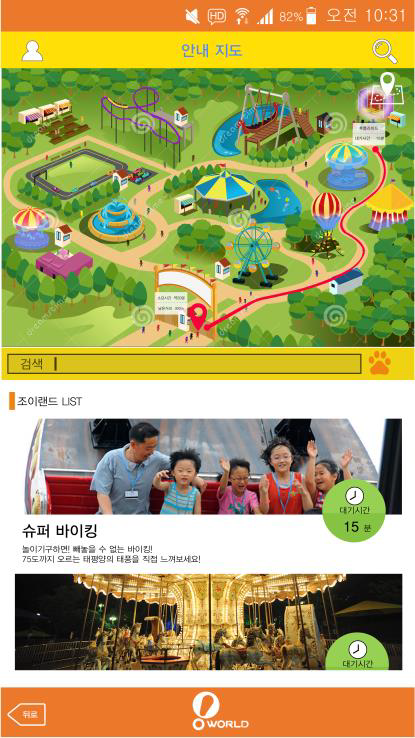 HD 82% 오전 10:31
안내 지도
검색
조이랜드 LIST
대기시간
15 분
슈퍼 바이킹
놀이기구하면! 빼놓을 수 없는 바이킹!
75도까지 오르는 태평양의 태풍을 직접 느껴보세요!
대기시간
뒤로
WORLD